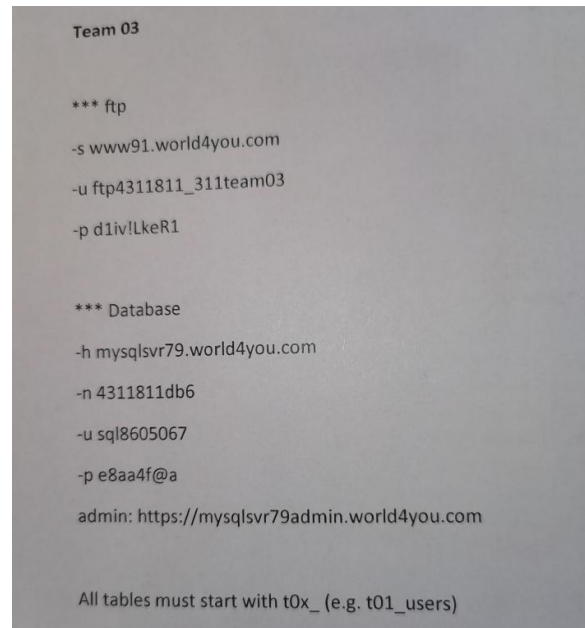 Team 03
*** ftp
-s www91.world4you.com
-u ftp4311811_311team03
-p d1iv!LkeR1
*** Database
-h mysqlsvr79.world4you.com
-n 4311811db6
-u sql8605067
-p e8aa4f@a
admin: https://mysqlsvr79admin.world4you.com
All tables must start with t0x_ (e.g. t01_users)